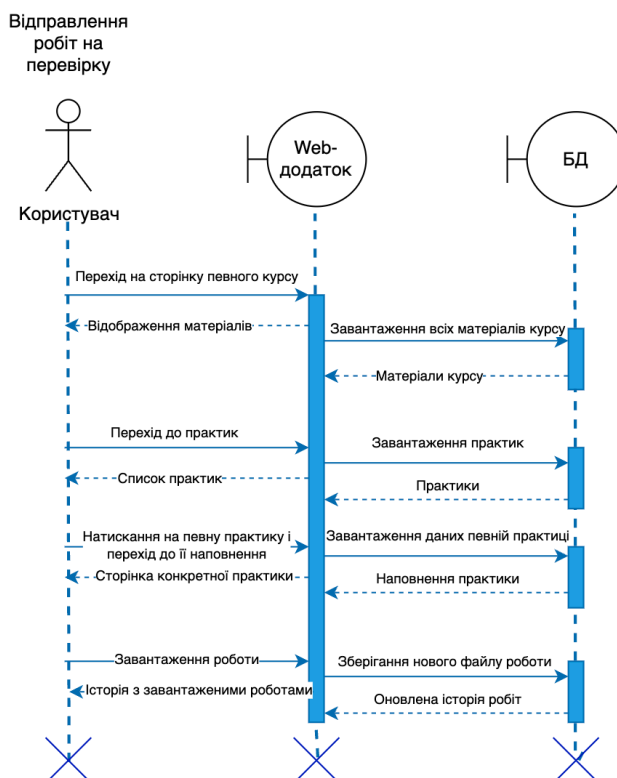 Відправлення
робіт на
перевірку
Web-
додаток
БД
Користувач
Перехід на сторінку певного курсу
Відображення матеріалів
Завантаження всіх матеріалів курсу
Матеріали курсу
Перехід до практик
Завантаження практик
Список практик
Практики
Натискання на певну практику і
перехід до її наповнення
Завантаження даних певній практиці
Сторінка конкретної практики
Наповнення практики
Завантаження роботи
Зберігання нового файлу роботи
Історія з завантаженими роботами
Оновлена історія робіт